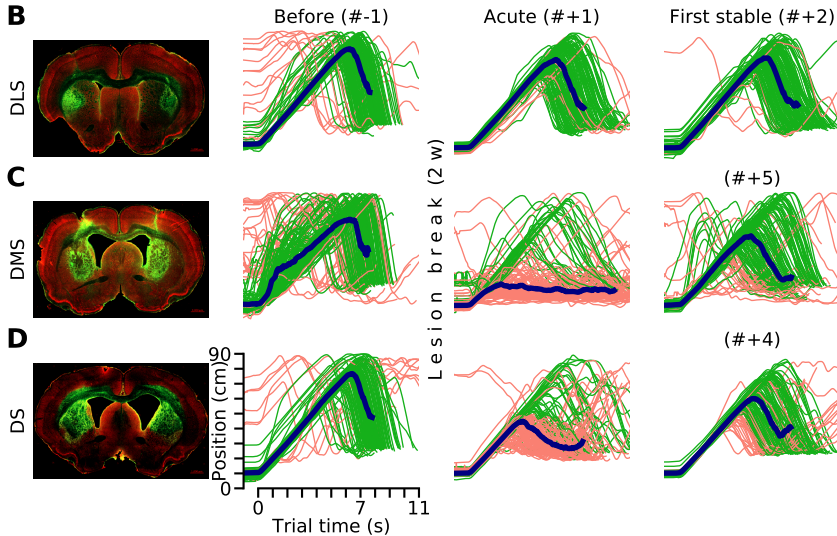 B
Before (#-1)
Acute (#+1)
First stable (#+2)
DLS
C
(#+5)
DMS
Lesion break (2 w)
D
(#+4)
DS
90
Position (cm)
0
0
7
11
Trial time (s)